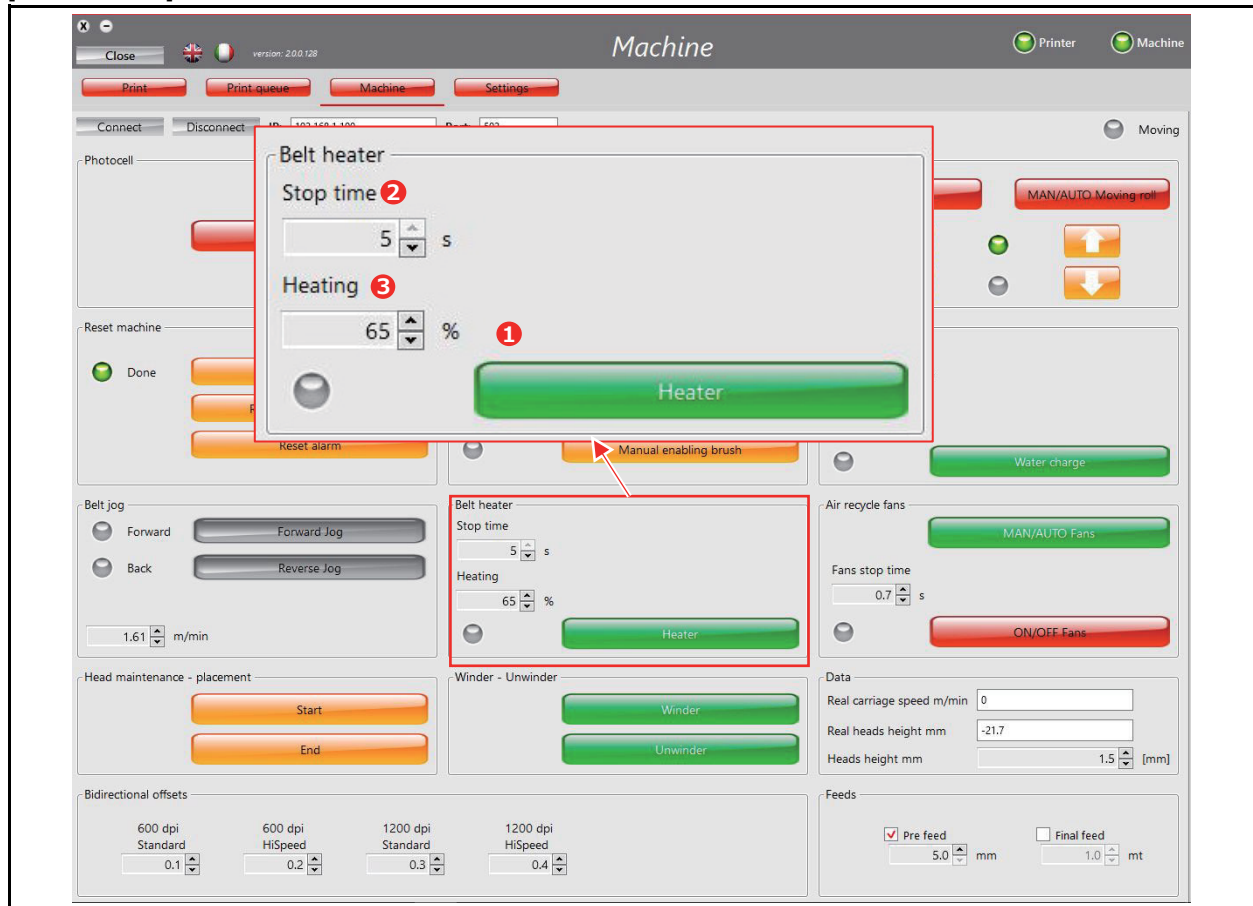 Close
version: 2.0.0.128
Machine
Printer
Machine
Print
Print queue
Machine
Settings
Connect
Disconnect
Moving
Photocell
MAN/AUTO Moving roll
Belt heater
Stop time 2
5 s
Heating 3
65 % 1
Heater
Reset machine
Done
Reset alarm
Manual enabling brush
Water charge
Belt jog
Forward
Forward Jog
Back
Reverse Jog
1.61 m/min
Belt heater
Stop time
5 s
Heating
65 %
Heater
Air recycle fans
MAN/AUTO Fans
Fans stop time
0.7 s
ON/OFF Fans
Head maintenance - placement
Start
End
Winder - Unwinder
Winder
Unwinder
Data
Real carriage speed m/min 0
Real heads height mm -21.7
Heads height mm 1.5 [mm]
Bidirectional offsets
600 dpi 600 dpi 1200 dpi 1200 dpi
Standard HiSpeed Standard HiSpeed
0.1 0.2 0.3 0.4
Feeds
Pre feed Final feed
5.0 mm 1.0 mt